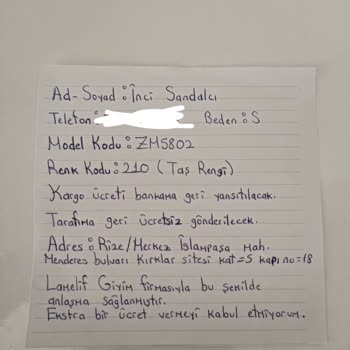 Ad-Soyad: İnci Sandalcı
Telefon: Beden: S
Model Kodu: ZM5802
Renk Kodu: 210 (Taş Rengi)
Kargo ücreti bankama geri yansıtılacak.
Tarafıma geri ücretsiz gönderilecek.
Adres: Rize/Merkez İslampaşa mah.
Menderes bulvarı Kırklar sitesi kat=5 kapı no=18
Lamelif Giyim firmasıyla bu şekilde
anlaşma sağlanmıştır.
Ekstra bir ücret vermeyi kabul etmiyorum.